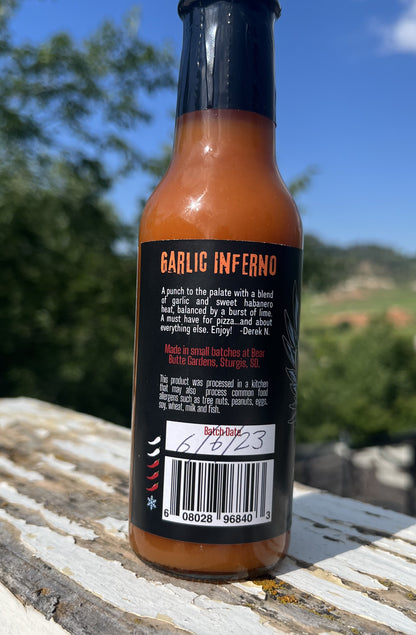 GARLIC INFERNO
A punch to the palate with a blend
of garlic and sweet habanero
heat, balanced by a burst of lime.
A must have for pizza...and about
everything else. Enjoy! -Derek N.
Made in small batches at Bear
Butte Gardens, Sturgis, SD.
This product was processed in a kitchen
that may also process common food
allergens such as tree nuts, peanuts, eggs,
soy, wheat, milk and fish.
Batch Date
6/6/23
6 08028 96840 3